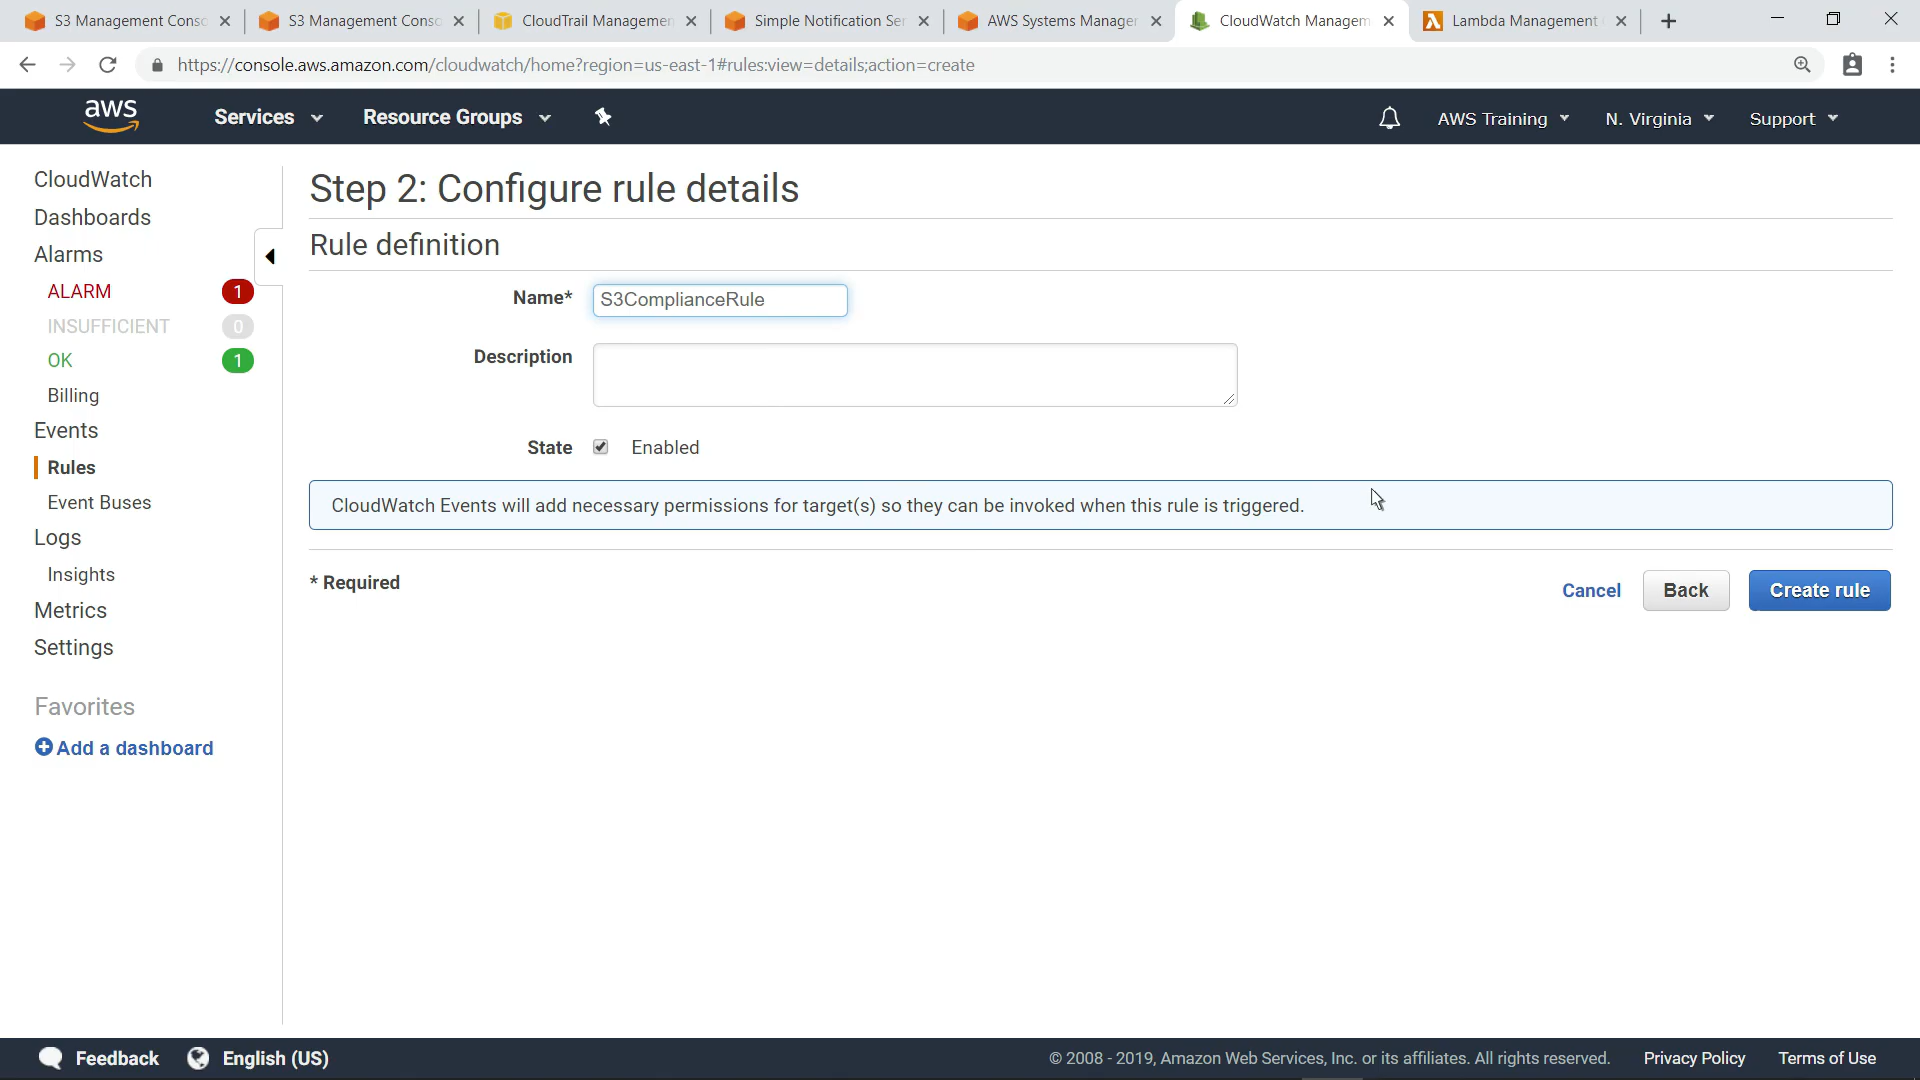 S3 Management Consc
S3 Management Consc
CloudTrail Managemen
Simple Notification Ser
AWS Systems Manager
CloudWatch Managem
Lambda Management
https://console.aws.amazon.com/cloudwatch/home?region=us-east-1#rules:view=details;action=create
aws
Services
Resource Groups
AWS Training
N. Virginia
Support
CloudWatch
Dashboards
Alarms
ALARM 1
INSUFFICIENT 0
OK 1
Billing
Events
Rules
Event Buses
Logs
Insights
Metrics
Settings
Favorites
Add a dashboard
Step 2: Configure rule details
Rule definition
Name* S3ComplianceRule
Description
State Enabled
CloudWatch Events will add necessary permissions for target(s) so they can be invoked when this rule is triggered.
* Required
Cancel
Back
Create rule
Feedback
English (US)
© 2008 - 2019, Amazon Web Services, Inc. or its affiliates. All rights reserved.
Privacy Policy
Terms of Use